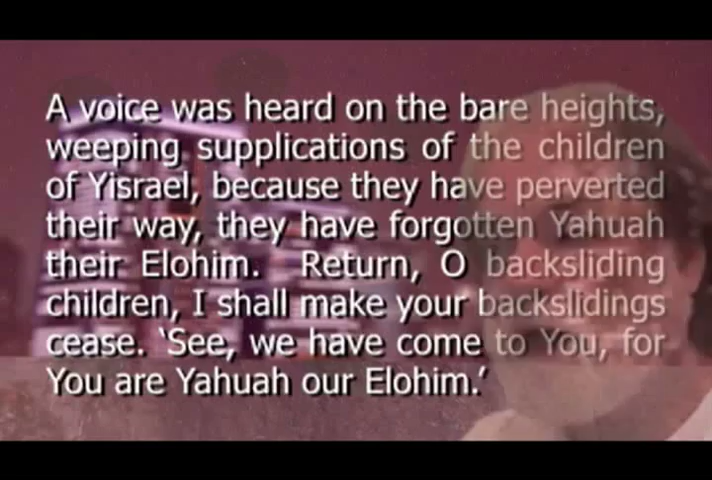 A voice was heard on the bare heights,
weeping supplications of the children
of Yisrael, because they have perverted
their way, they have forgotten Yahuah
their Elohim. Return, O backsliding
children, I shall make your backslidings
cease. ‘See, we have come to You, for
You are Yahuah our Elohim.’